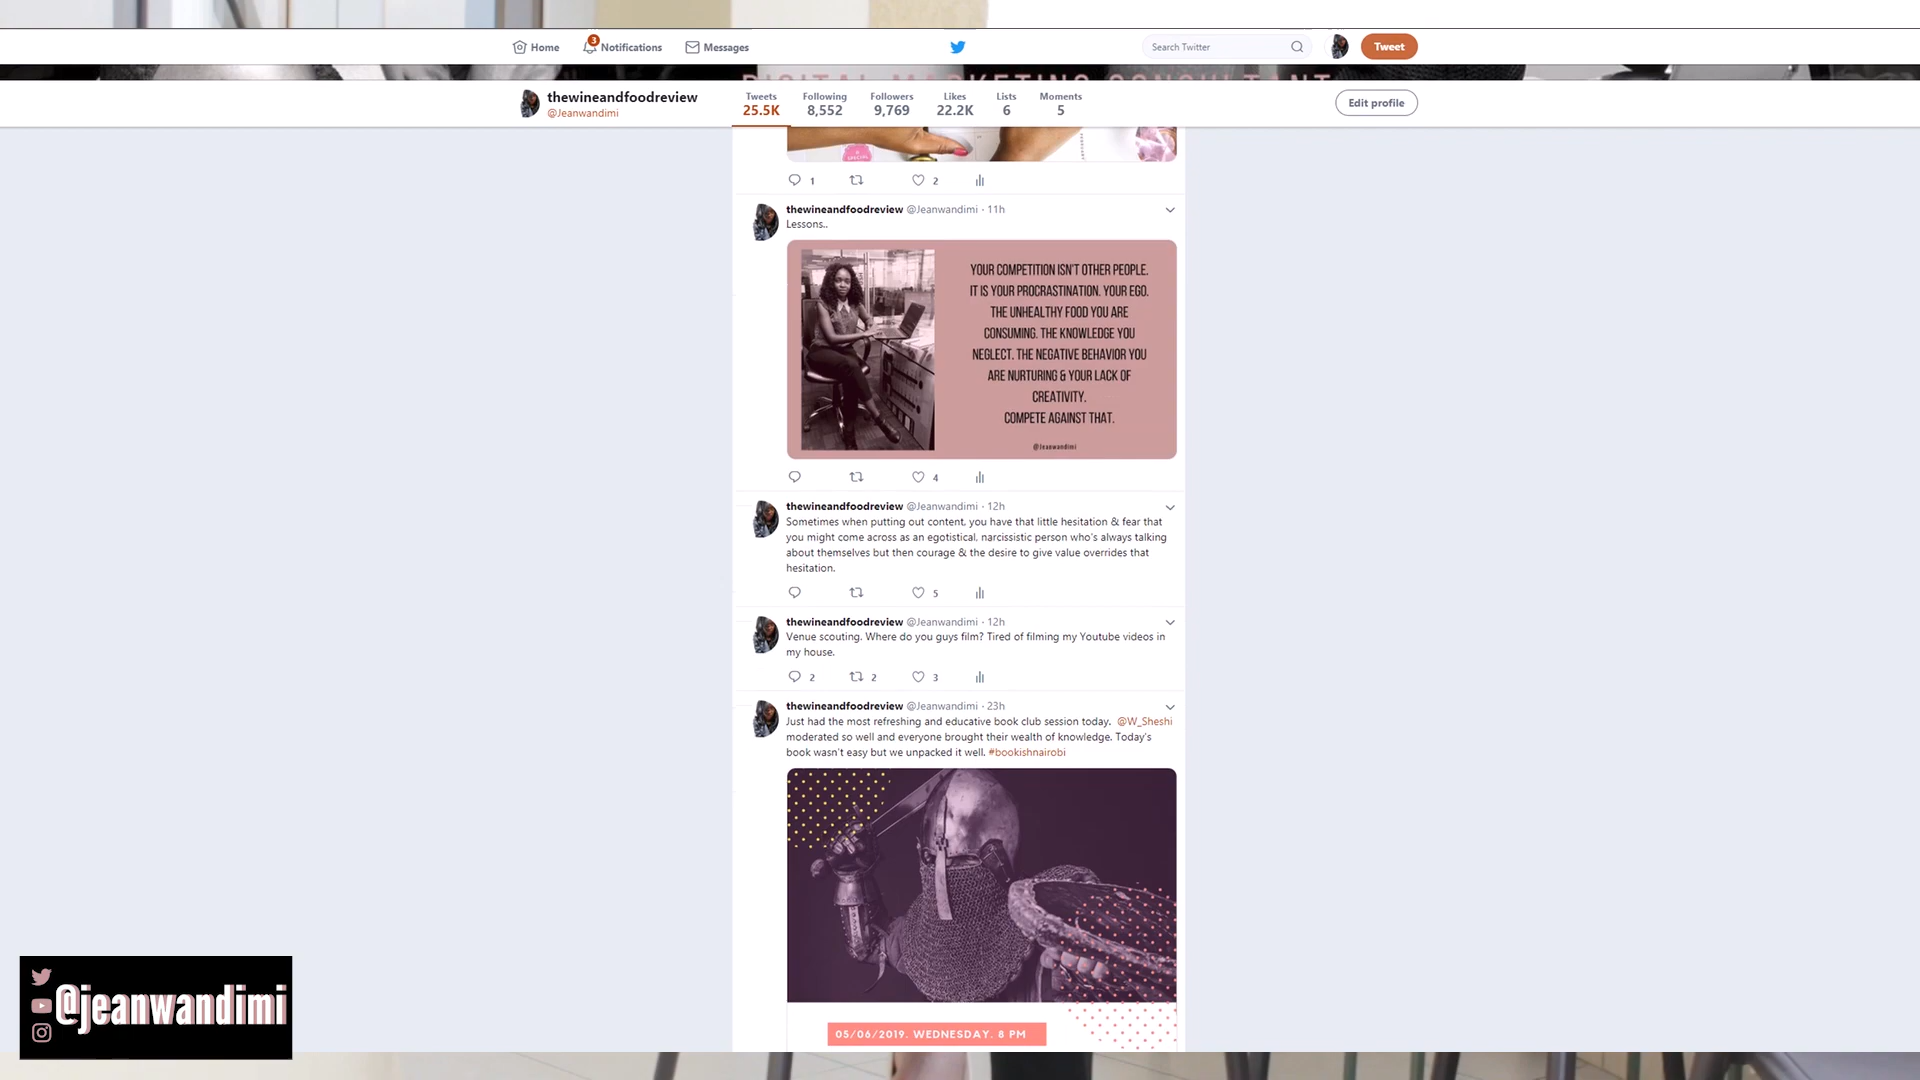 Home
3
Notifications
Messages
Search Twitter
Tweet
DIGITAL MARKETING CONSULTANT
thewineandfoodreview
@Jeanwandimi
Tweets
25.5K
Following
8,552
Followers
9,769
Likes
22.2K
Lists
6
Moments
5
Edit profile
SPECIAL
1
2
thewineandfoodreview @Jeanwandimi · 11h
Lessons..
YOUR COMPETITION ISN'T OTHER PEOPLE.
IT IS YOUR PROCRASTINATION. YOUR EGO.
THE UNHEALTHY FOOD YOU ARE
CONSUMING. THE KNOWLEDGE YOU
NEGLECT. THE NEGATIVE BEHAVIOR YOU
ARE NURTURING & YOUR LACK OF
CREATIVITY.
COMPETE AGAINST THAT.
@Jeanwandimi
4
thewineandfoodreview @Jeanwandimi · 12h
Sometimes when putting out content, you have that little hesitation & fear that
you might come across as an egotistical, narcissistic person who's always talking
about themselves but then courage & the desire to give value overrides that
hesitation.
5
thewineandfoodreview @Jeanwandimi · 12h
Venue scouting. Where do you guys film? Tired of filming my Youtube videos in
my house.
2
2
3
thewineandfoodreview @Jeanwandimi · 23h
Just had the most refreshing and educative book club session today. @W_Sheshi
moderated so well and everyone brought their wealth of knowledge. Today's
book wasn't easy but we unpacked it well. #bookishnairobi
05/06/2019. WEDNESDAY. 8 PM
@jeanwandimi